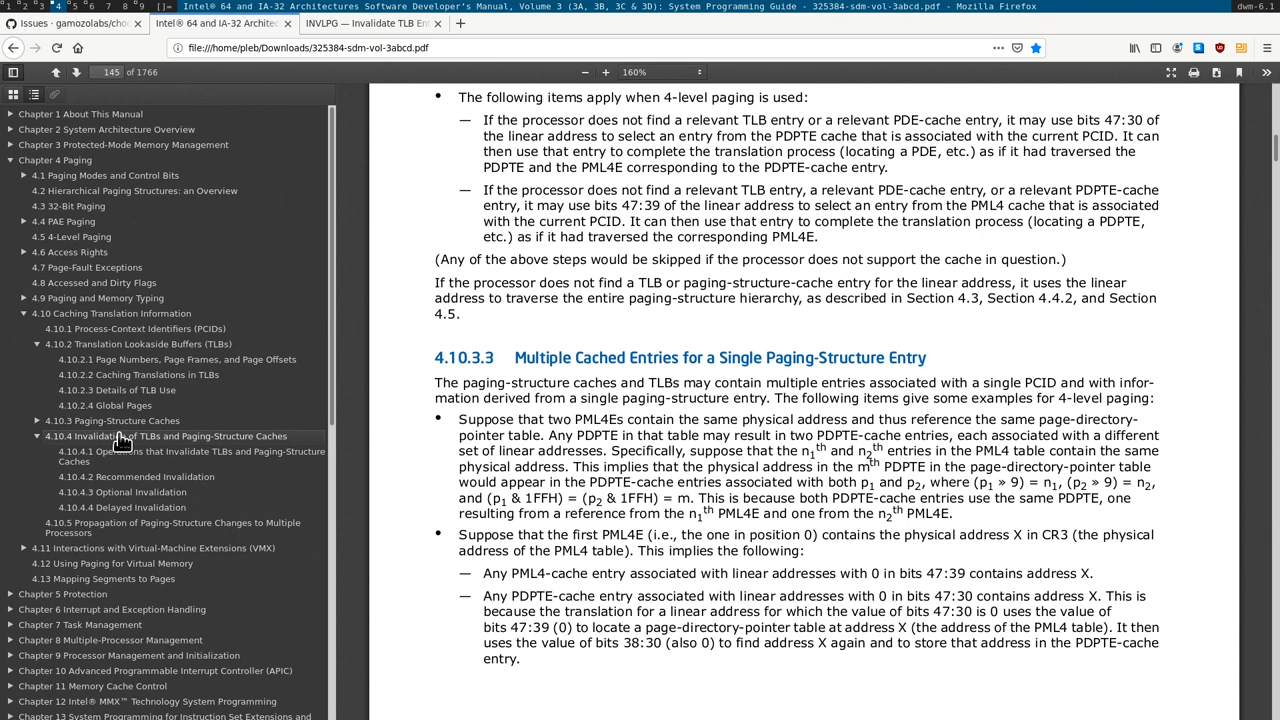 1 2 3 4 5 6 7 8 9 []= Intel® 64 and IA-32 Architectures Software Developer's Manual, Volume 3 (3A, 3B, 3C & 3D): System Programming Guide - 325384-sdm-vol-3abcd.pdf - Mozilla Firefox dwm-6.1
Issues · gamozolabs/cho
Intel® 64 and IA-32 Architec
INVLPG — Invalidate TLB Ent
file:///home/pleb/Downloads/325384-sdm-vol-3abcd.pdf
145 of 1766
160%
Chapter 1 About This Manual
Chapter 2 System Architecture Overview
Chapter 3 Protected-Mode Memory Management
Chapter 4 Paging
4.1 Paging Modes and Control Bits
4.2 Hierarchical Paging Structures: an Overview
4.3 32-Bit Paging
4.4 PAE Paging
4.5 4-Level Paging
4.6 Access Rights
4.7 Page-Fault Exceptions
4.8 Accessed and Dirty Flags
4.9 Paging and Memory Typing
4.10 Caching Translation Information
4.10.1 Process-Context Identifiers (PCIDs)
4.10.2 Translation Lookaside Buffers (TLBs)
4.10.2.1 Page Numbers, Page Frames, and Page Offsets
4.10.2.2 Caching Translations in TLBs
4.10.2.3 Details of TLB Use
4.10.2.4 Global Pages
4.10.3 Paging-Structure Caches
4.10.4 Invalidation of TLBs and Paging-Structure Caches
4.10.4.1 Operations that Invalidate TLBs and Paging-Structure
Caches
4.10.4.2 Recommended Invalidation
4.10.4.3 Optional Invalidation
4.10.4.4 Delayed Invalidation
4.10.5 Propagation of Paging-Structure Changes to Multiple
Processors
4.11 Interactions with Virtual-Machine Extensions (VMX)
4.12 Using Paging for Virtual Memory
4.13 Mapping Segments to Pages
Chapter 5 Protection
Chapter 6 Interrupt and Exception Handling
Chapter 7 Task Management
Chapter 8 Multiple-Processor Management
Chapter 9 Processor Management and Initialization
Chapter 10 Advanced Programmable Interrupt Controller (APIC)
Chapter 11 Memory Cache Control
Chapter 12 Intel® MMX™ Technology System Programming
Chapter 13 System Programming for Instruction Set Extensions and
• The following items apply when 4-level paging is used:
— If the processor does not find a relevant TLB entry or a relevant PDE-cache entry, it may use bits 47:30 of
the linear address to select an entry from the PDPTE cache that is associated with the current PCID. It can
then use that entry to complete the translation process (locating a PDE, etc.) as if it had traversed the
PDPTE and the PML4E corresponding to the PDPTE-cache entry.
— If the processor does not find a relevant TLB entry, a relevant PDE-cache entry, or a relevant PDPTE-cache
entry, it may use bits 47:39 of the linear address to select an entry from the PML4 cache that is associated
with the current PCID. It can then use that entry to complete the translation process (locating a PDPTE,
etc.) as if it had traversed the corresponding PML4E.
(Any of the above steps would be skipped if the processor does not support the cache in question.)
If the processor does not find a TLB or paging-structure-cache entry for the linear address, it uses the linear
address to traverse the entire paging-structure hierarchy, as described in Section 4.3, Section 4.4.2, and Section
4.5.
4.10.3.3 Multiple Cached Entries for a Single Paging-Structure Entry
The paging-structure caches and TLBs may contain multiple entries associated with a single PCID and with infor-
mation derived from a single paging-structure entry. The following items give some examples for 4-level paging:
• Suppose that two PML4Es contain the same physical address and thus reference the same page-directory-
pointer table. Any PDPTE in that table may result in two PDPTE-cache entries, each associated with a different
set of linear addresses. Specifically, suppose that the n1th and n2th entries in the PML4 table contain the same
physical address. This implies that the physical address in the mth PDPTE in the page-directory-pointer table
would appear in the PDPTE-cache entries associated with both p1 and p2, where (p1 » 9) = n1, (p2 » 9) = n2,
and (p1 & 1FFH) = (p2 & 1FFH) = m. This is because both PDPTE-cache entries use the same PDPTE, one
resulting from a reference from the n1th PML4E and one from the n2th PML4E.
• Suppose that the first PML4E (i.e., the one in position 0) contains the physical address X in CR3 (the physical
address of the PML4 table). This implies the following:
— Any PML4-cache entry associated with linear addresses with 0 in bits 47:39 contains address X.
— Any PDPTE-cache entry associated with linear addresses with 0 in bits 47:30 contains address X. This is
because the translation for a linear address for which the value of bits 47:30 is 0 uses the value of
bits 47:39 (0) to locate a page-directory-pointer table at address X (the address of the PML4 table). It then
uses the value of bits 38:30 (also 0) to find address X again and to store that address in the PDPTE-cache
entry.